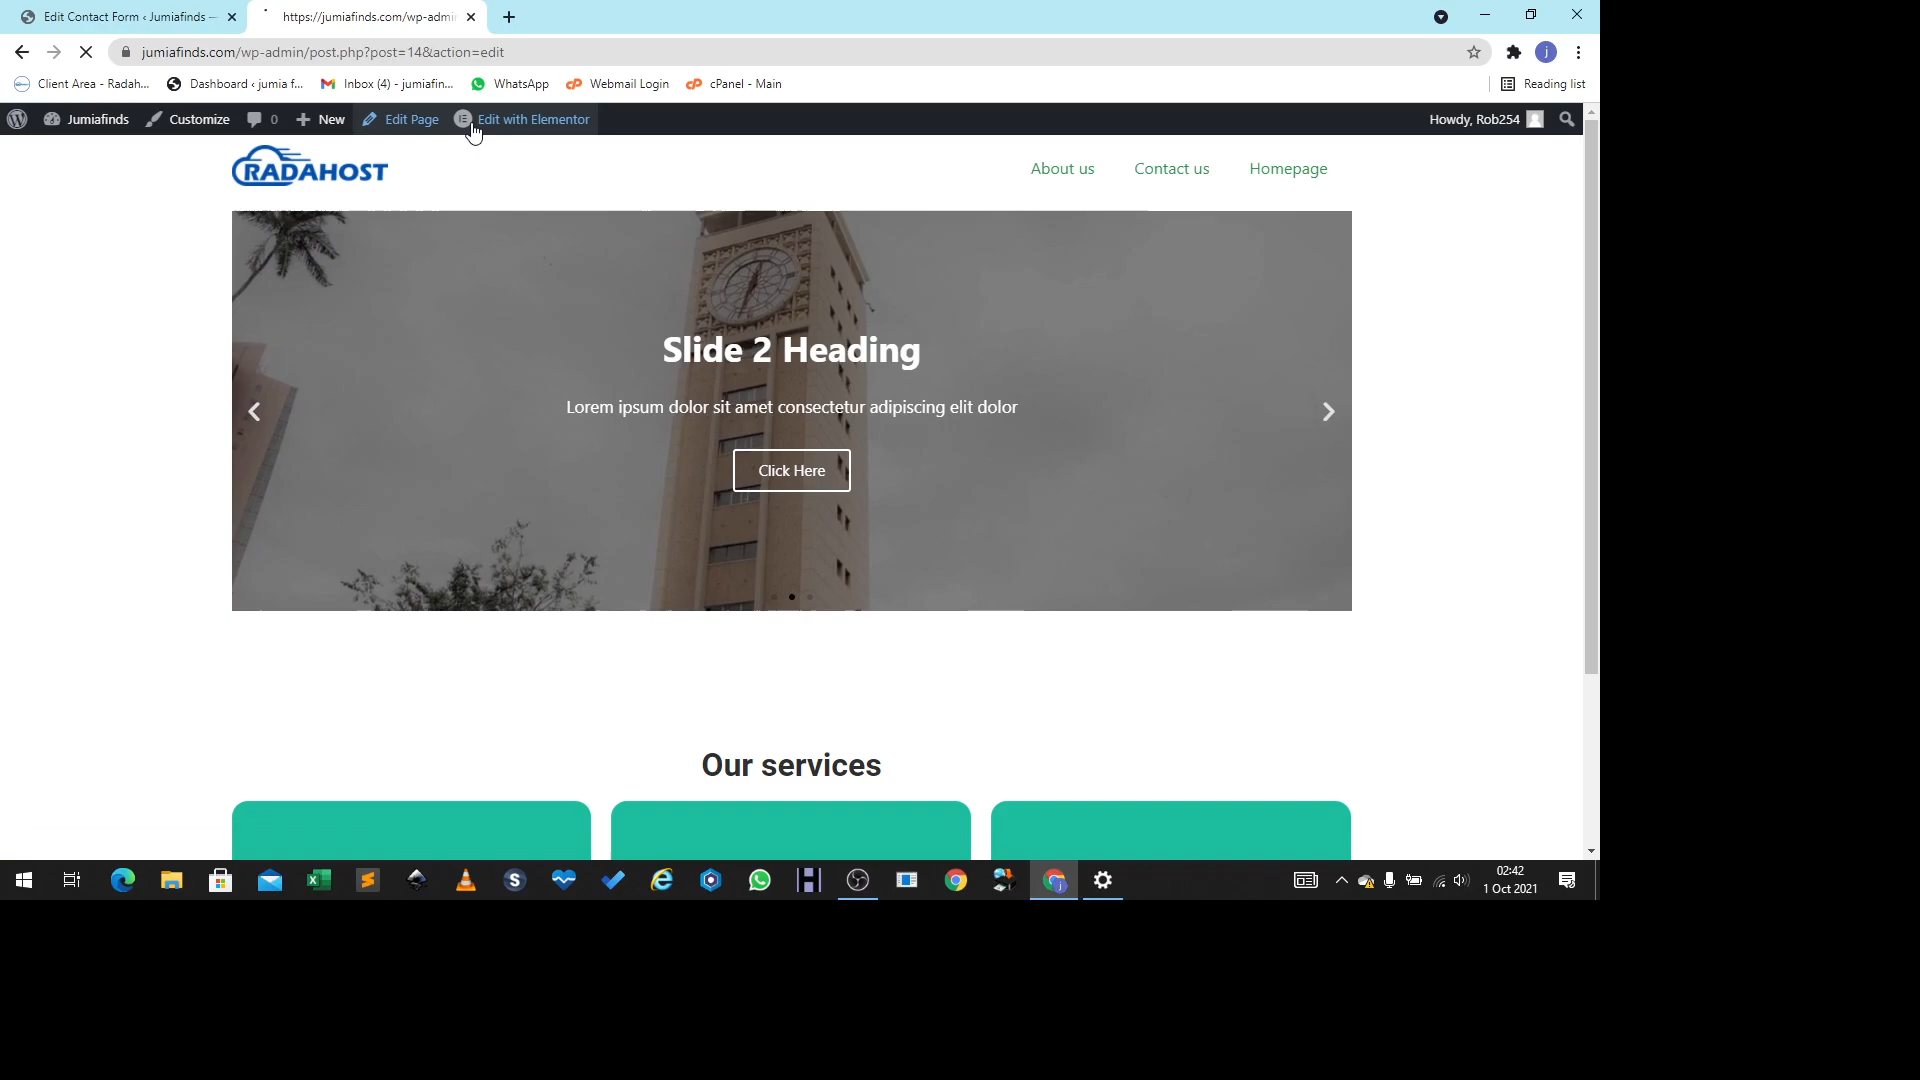 Edit Contact Form ‹ Jumiafinds —
https://jumiafinds.com/wp-admi
jumiafinds.com/wp-admin/post.php?post=14&action=edit
Client Area - Radah...
Dashboard ‹ jumia f...
Inbox (4) - jumiafin...
WhatsApp
Webmail Login
cPanel - Main
Reading list
Jumiafinds
Customize
0
New
Edit Page
Edit with Elementor
Howdy, Rob254
RADAHOST
About us
Contact us
Homepage
Slide 2 Heading
Lorem ipsum dolor sit amet consectetur adipiscing elit dolor
Click Here
Our services
02:42
1 Oct 2021